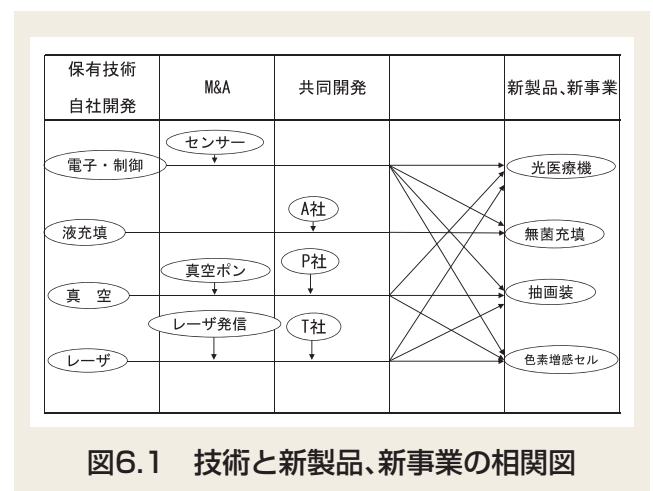 保有技術
自社開発
M&A
共同開発
新製品、新事業
センサー
電子・制御
光医療機
A社
液充填
無菌充填
P社
真空ポン
真 空
抽画装
レーザ発信
T社
レーザ
色素増感セル
図6.1 技術と新製品、新事業の相関図